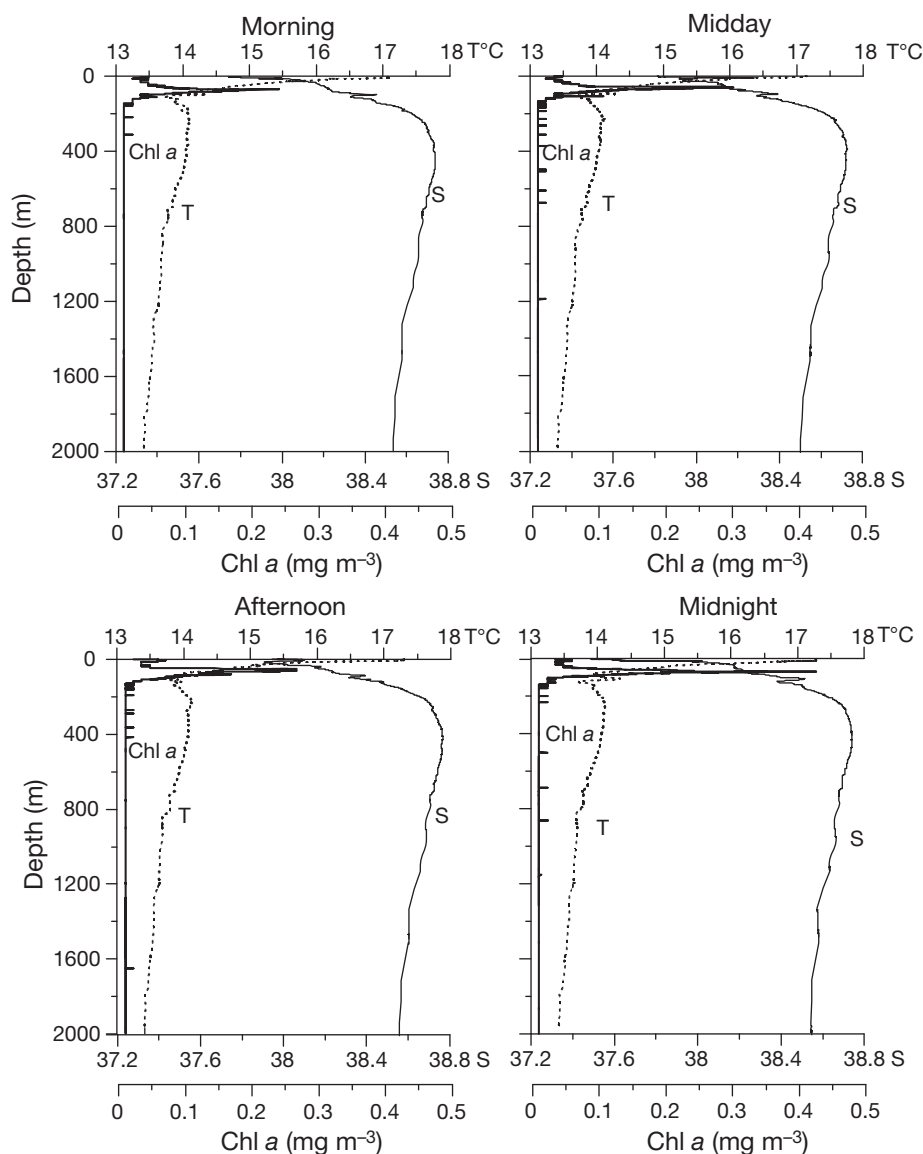 Morning
13 14 15 16 17 18 T°C
0
400
800
1200
1600
2000
Depth (m)
Chl a
T
S
37.2 37.6 38 38.4 38.8 S
0 0.1 0.2 0.3 0.4 0.5
Chl a (mg m–3)
Midday
13 14 15 16 17 18 T°C
0
400
800
1200
1600
2000
Chl a
T
S
37.2 37.6 38 38.4 38.8 S
0 0.1 0.2 0.3 0.4 0.5
Chl a (mg m–3)
Afternoon
13 14 15 16 17 18 T°C
0
400
800
1200
1600
2000
Depth (m)
Chl a
T
S
37.2 37.6 38 38.4 38.8 S
0 0.1 0.2 0.3 0.4 0.5
Chl a (mg m–3)
Midnight
13 14 15 16 17 18 T°C
0
400
800
1200
1600
2000
Chl a
T
S
37.2 37.6 38 38.4 38.8 S
0 0.1 0.2 0.3 0.4 0.5
Chl a (mg m–3)